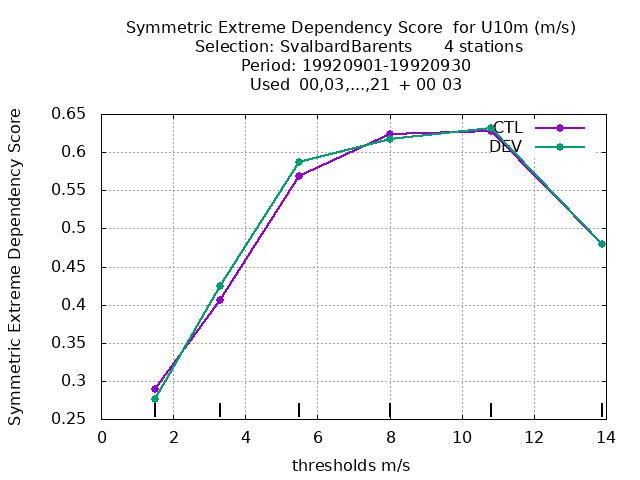 Symmetric Extreme Dependency Score  for U10m (m/s)
Selection: SvalbardBarents      4 stations
Period: 19920901-19920930
Used  00,03,...,21  + 00 03
Symmetric Extreme Dependency Score
0.65
0.6
0.55
0.5
0.45
0.4
0.35
0.3
0.25
CTL
DEV
0 2 4 6 8 10 12 14
thresholds m/s